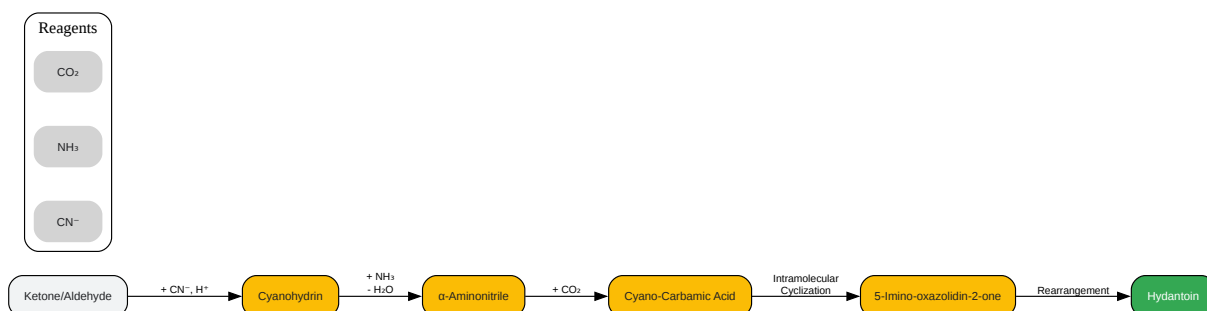 Reagents
CO₂
NH₃
CN⁻
Ketone/Aldehyde
+ CN⁻, H⁺
Cyanohydrin
+ NH₃
- H₂O
α-Aminonitrile
+ CO₂
Cyano-Carbamic Acid
Intramolecular
Cyclization
5-Imino-oxazolidin-2-one
Rearrangement
Hydantoin